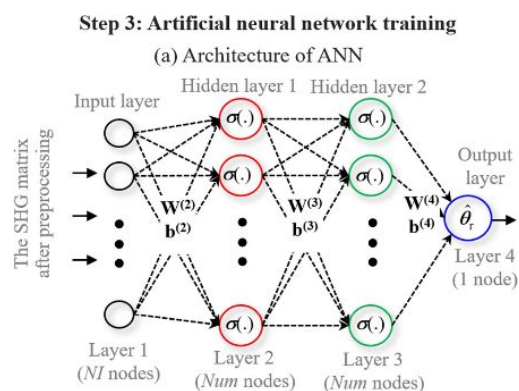 Step 3: Artificial neural network training
(a) Architecture of ANN
Hidden layer 1
Hidden layer 2
Input layer
σ(.)
σ(.)
The SHG matrix
after preprocessing
σ(.)
σ(.)
Output
layer
W(2)
b(2)
W(3)
b(3)
W(4)
b(4)
θ̂r
Layer 4
(1 node)
σ(.)
σ(.)
Layer 1
(NI nodes)
Layer 2
(Num nodes)
Layer 3
(Num nodes)